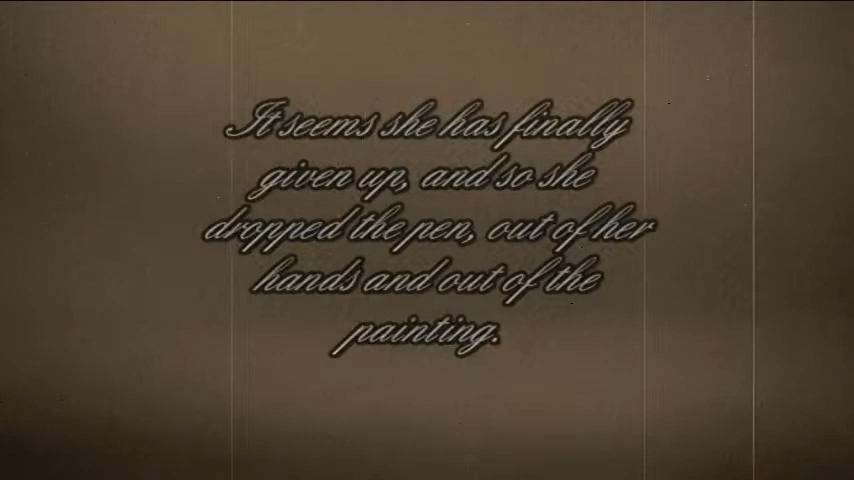 It seems she has finally
given up, and so she
dropped the pen, out of her
hands and out of the
painting.